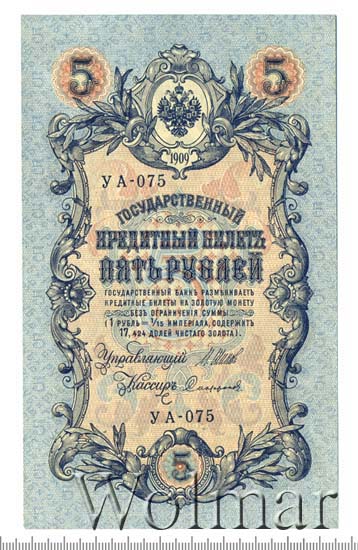 5 5
1909
УА-075
ГОСУДАРСТВЕННЫЙ
КРЕДИТНЫЙ БИЛЕТЪ
ПЯТЬ РУБЛЕЙ
ГОСУДАРСТВЕННЫЙ БАНКЪ РАЗМѢНИВАЕТЪ
КРЕДИТНЫЕ БИЛЕТЫ НА ЗОЛОТУЮ МОНЕТУ
БЕЗЪ ОГРАНИЧЕНІЯ СУММЫ
(1 РУБЛЬ = 1/15 ИМПЕРІАЛА, СОДЕРЖИТЪ
17,424 ДОЛЕЙ ЧИСТАГО ЗОЛОТА).
Управляющій
Кассиръ
УА-075
5
Wolmar